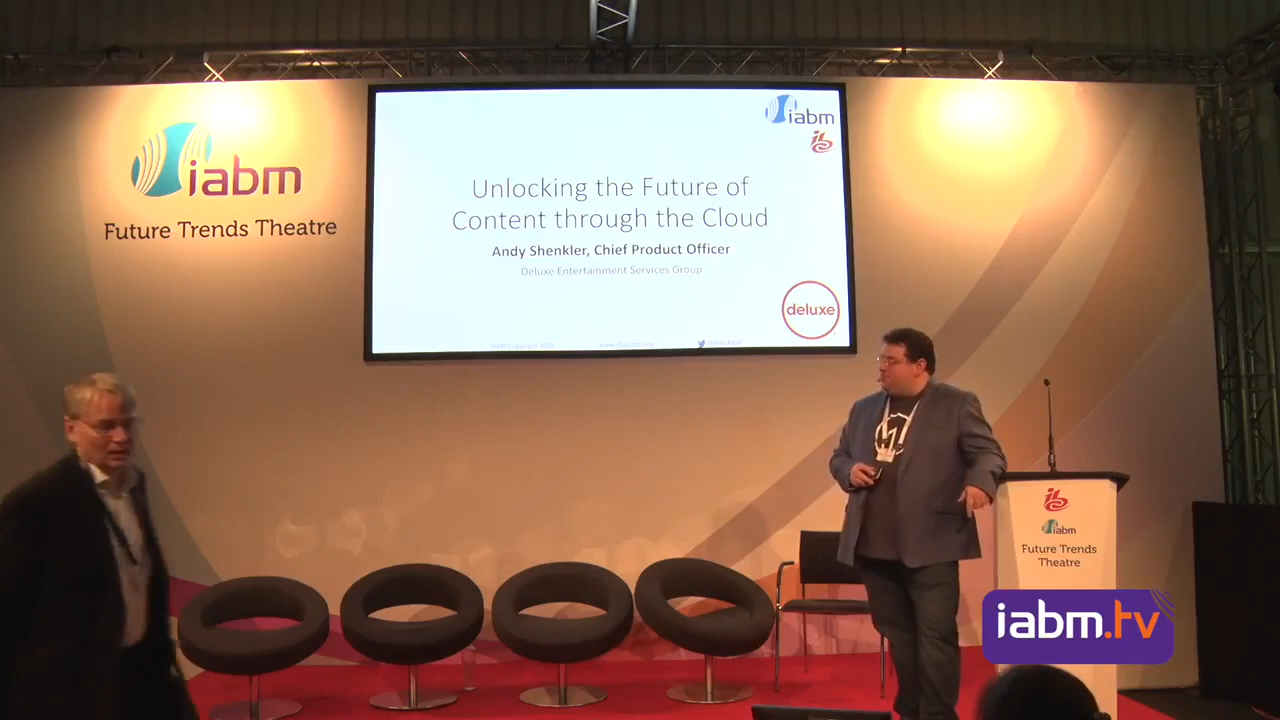 iabm
Future Trends Theatre
iabm
Unlocking the Future of
Content through the Cloud
Andy Shenkler, Chief Product Officer
Deluxe Entertainment Services Group
deluxe
iabm
Future Trends
Theatre
iabm.tv